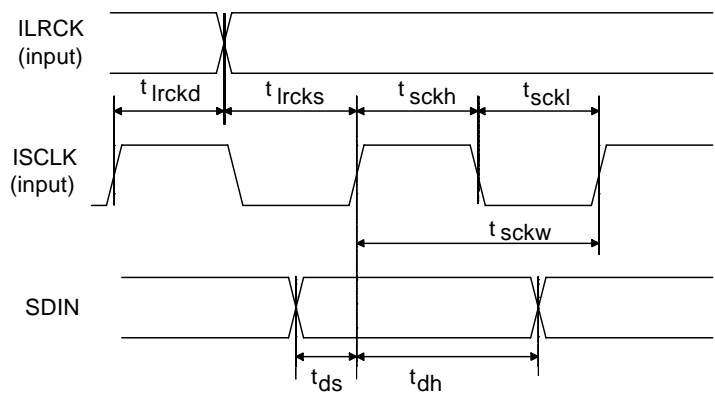 ILRCK
(input)
t lrckd
t lrcks
t sckh
t sckl
ISCLK
(input)
t sckw
SDIN
t ds
t dh